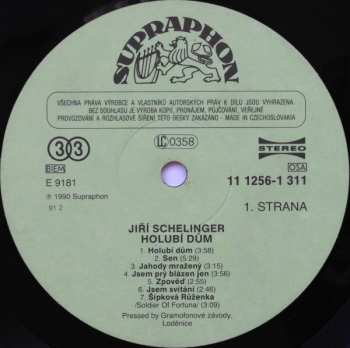 SUPRAPHON
VŠECHNA PRÁVA VÝROBCE A VLASTNÍKŮ AUTORSKÝCH PRÁV K DÍLU JSOU VYHRAZENA.
BEZ SOUHLASU JE VÝROBA KOPIÍ, PRONÁJEM, PŮJČOVÁNÍ, VEŘEJNÉ
PROVOZOVÁNÍ A ROZHLASOVÉ ŠÍŘENÍ TÉTO DESKY ZAKÁZÁNO - MADE IN CZECHOSLOVAKIA
33
LC 0358
STEREO
BIEM
OSA
E 9181
11 1256-1 311
℗ 1990 Supraphon
91 2
1. STRANA
JIŘÍ SCHELINGER
HOLUBÍ DŮM
1. Holubí dům (3:58)
2. Sen (5:29)
3. Jahody mražený (3:15)
4. Jsem prý blázen jen (3:56)
5. Zpověď (3:55)
6. Jsem svítání (2:46)
7. Šípková Růženka
/Soldier Of Fortuna/ (3:09)
Pressed by Gramofonové závody,
Loděnice